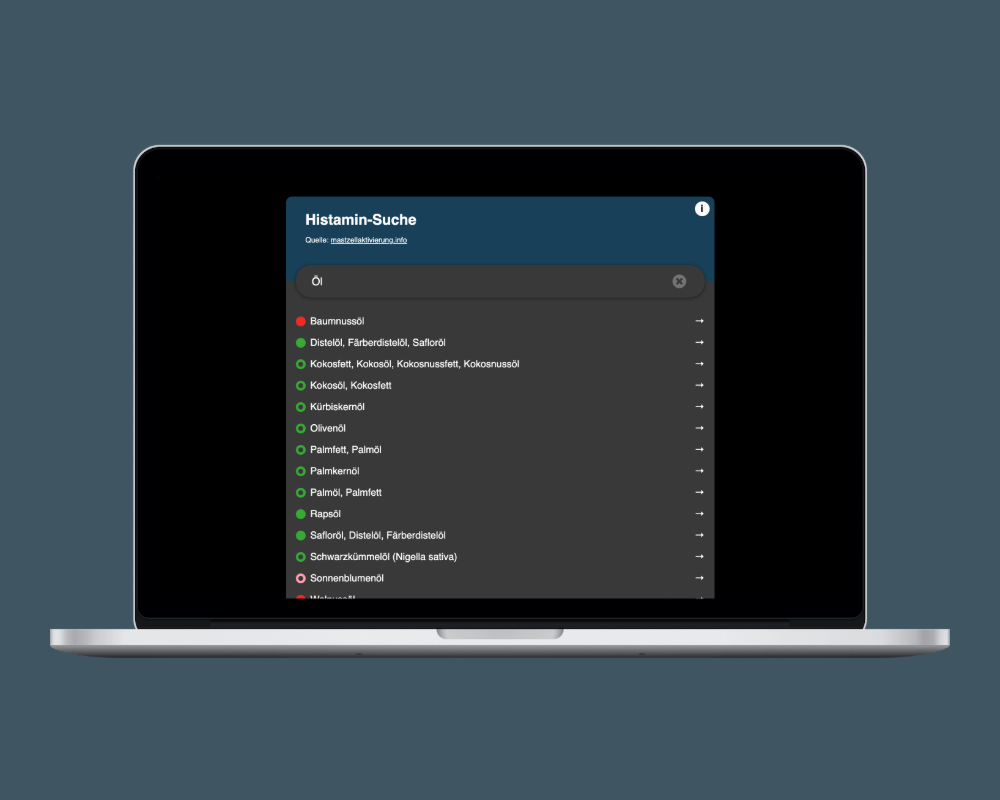 Histamin-Suche
i
Quelle: mastzellaktivierung.info
Öl
Baumnussöl →
Distelöl, Färberdistelöl, Safloröl →
Kokosfett, Kokosöl, Kokosnussfett, Kokosnussöl →
Kokosöl, Kokosfett →
Kürbiskernöl →
Olivenöl →
Palmfett, Palmöl →
Palmkernöl →
Palmöl, Palmfett →
Rapsöl →
Safloröl, Distelöl, Färberdistelöl →
Schwarzkümmelöl (Nigella sativa) →
Sonnenblumenöl →